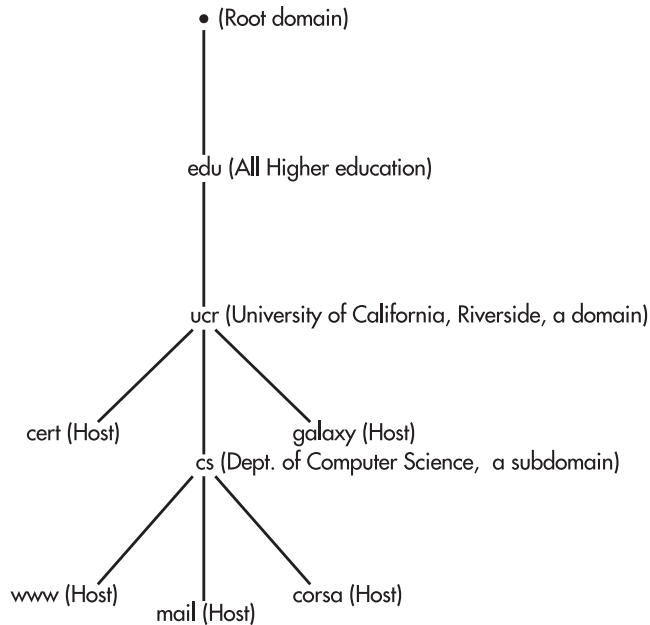 • (Root domain)
edu (All Higher education)
ucr (University of California, Riverside, a domain)
cert (Host)
galaxy (Host)
cs (Dept. of Computer Science, a subdomain)
www (Host)
mail (Host)
corsa (Host)